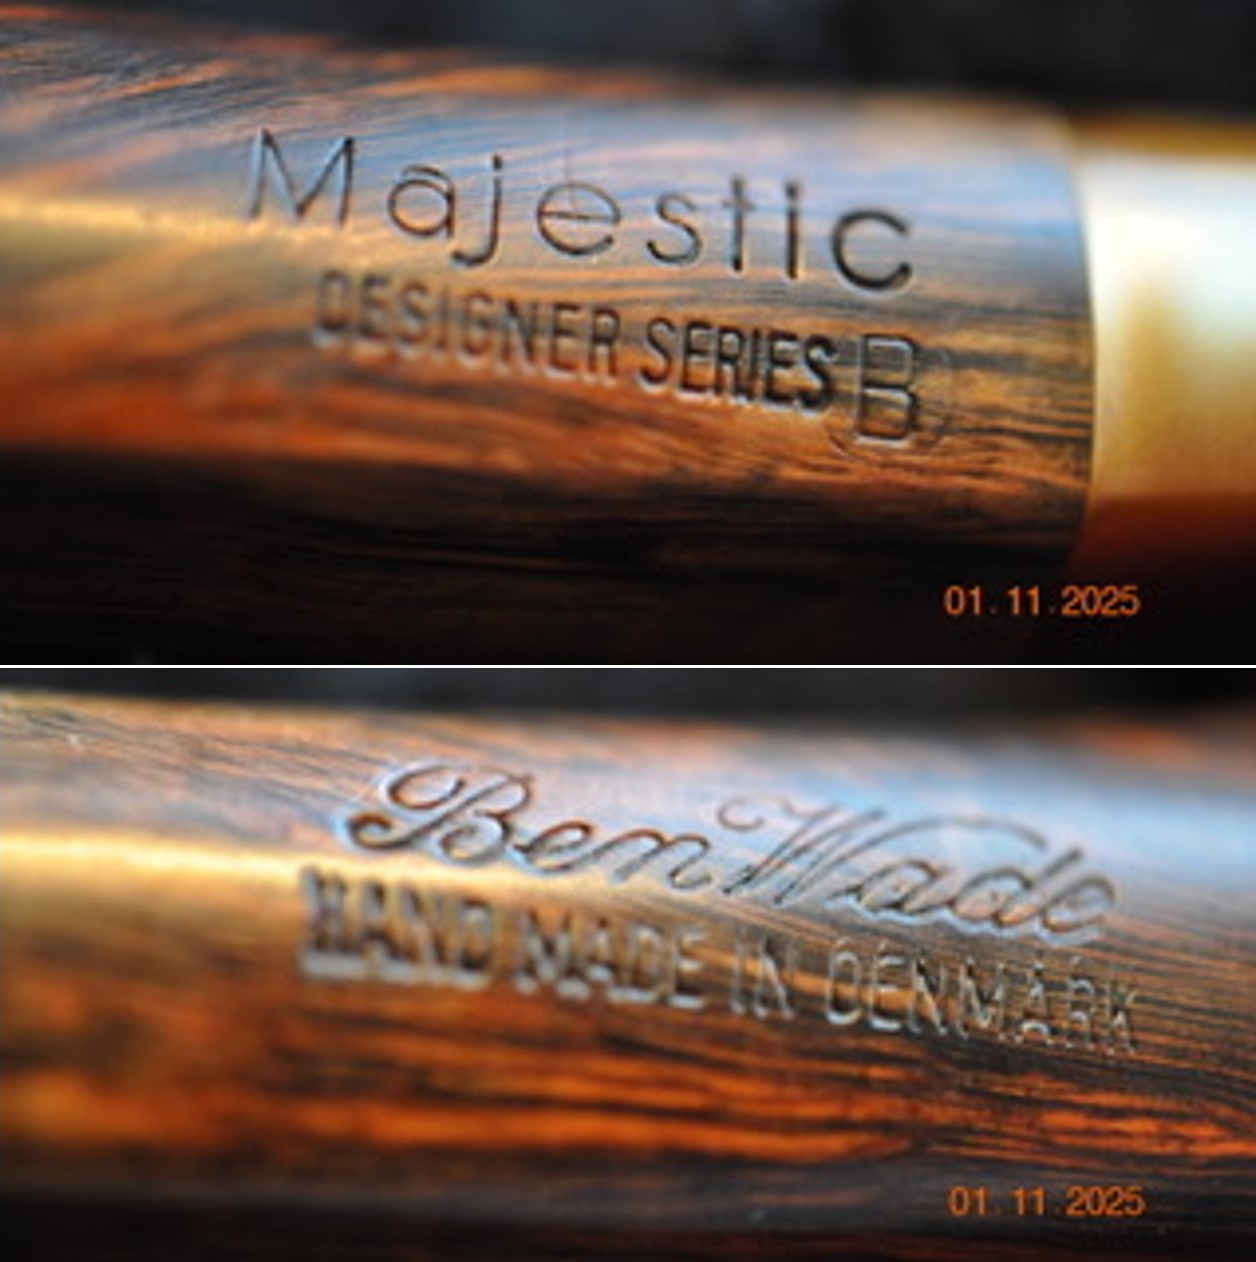 Majestic
DESIGNER SERIES B
01.11.2025
Ben Wade
HAND MADE IN DENMARK
01.11.2025